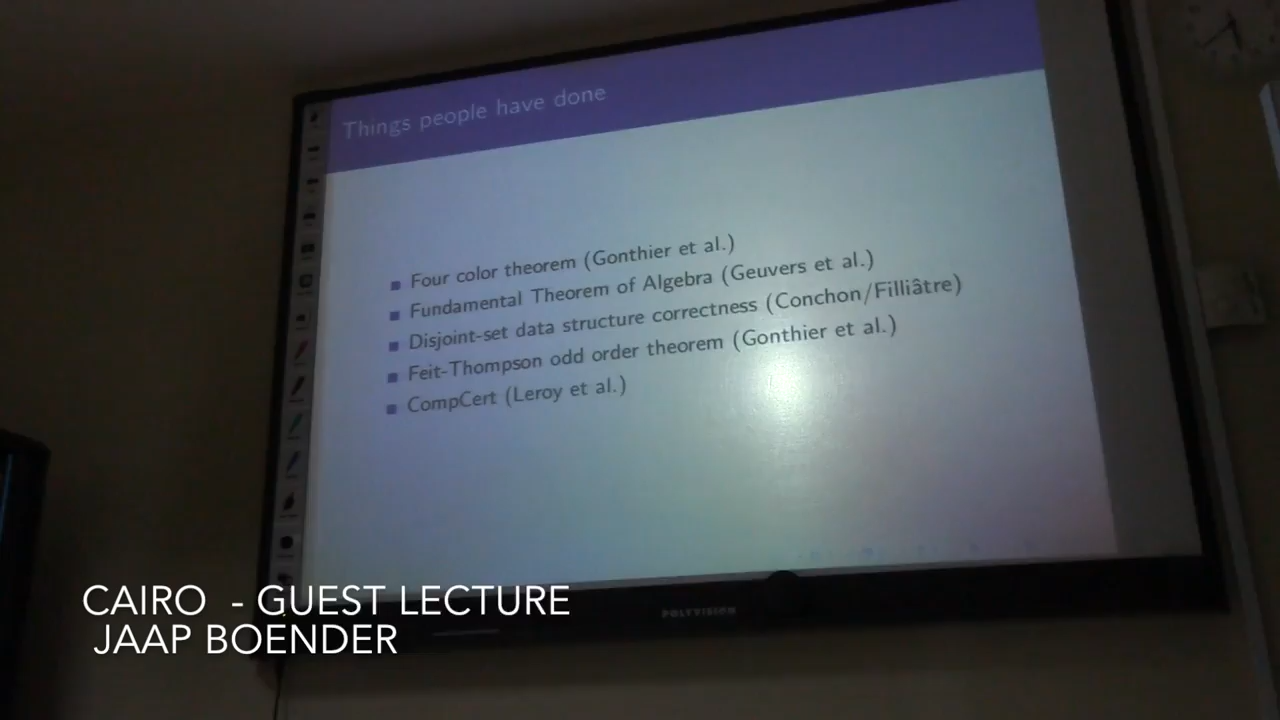 Things people have done
Four color theorem (Gonthier et al.)
Fundamental Theorem of Algebra (Geuvers et al.)
Disjoint-set data structure correctness (Conchon/Filliâtre)
Feit-Thompson odd order theorem (Gonthier et al.)
CompCert (Leroy et al.)
POLYVISION
CAIRO - GUEST LECTURE
JAAP BOENDER